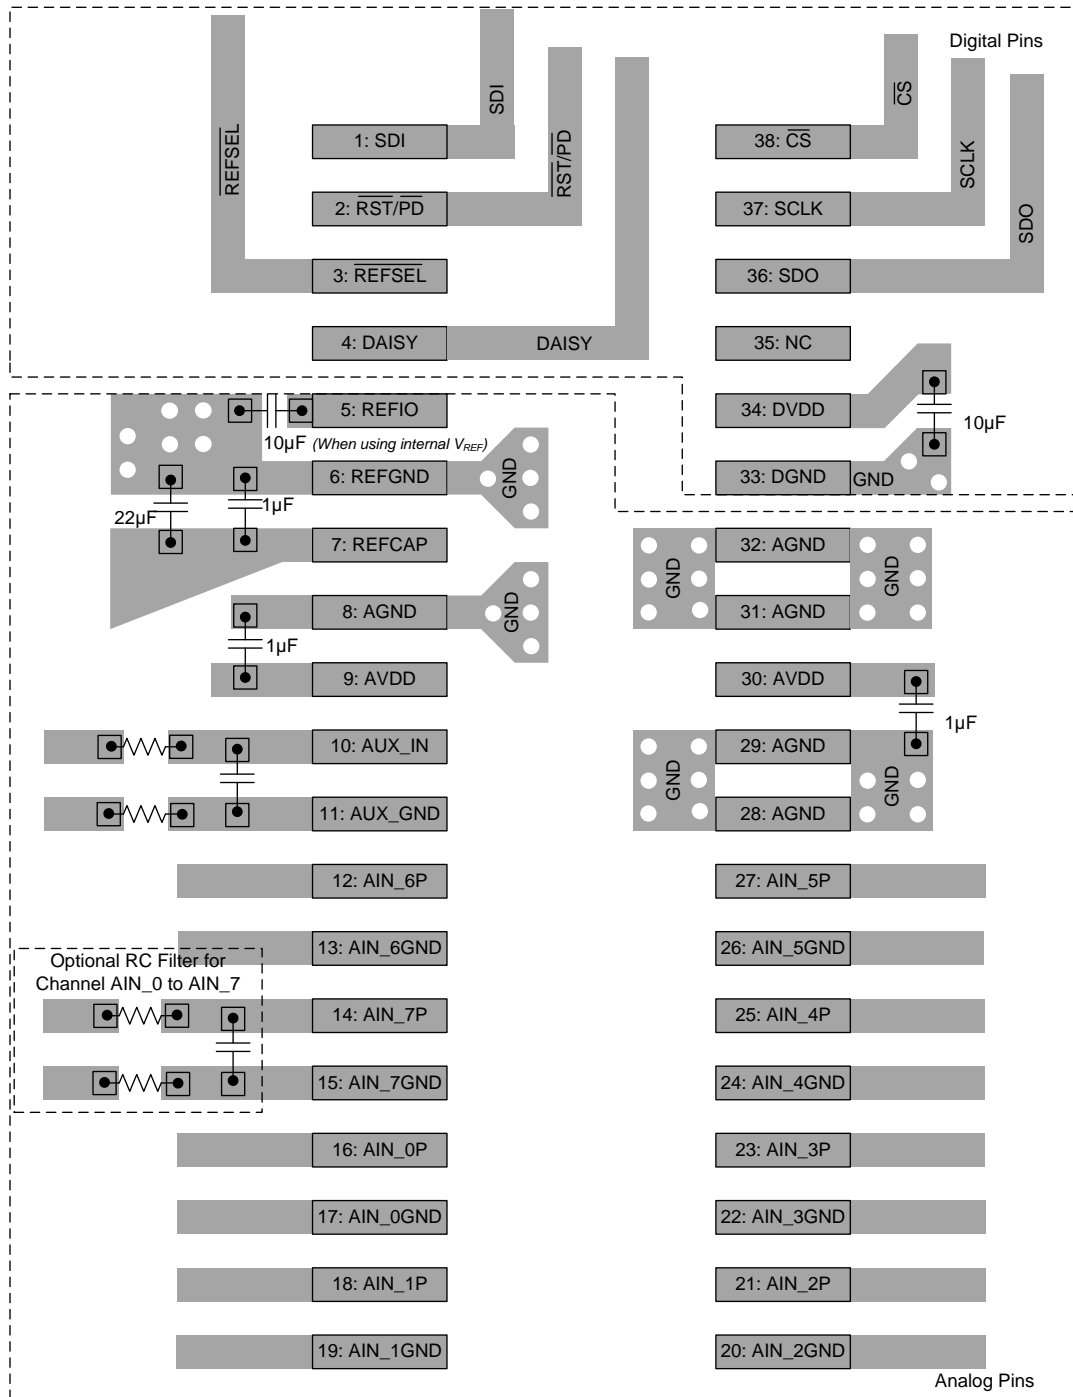 Digital Pins
SDI
CS
REFSEL
RST/PD
SCLK
SDO
1: SDI
38: CS
2: RST/PD
37: SCLK
3: REFSEL
36: SDO
4: DAISY
DAISY
35: NC
5: REFIO
34: DVDD
10µF
10µF (When using internal VREF)
6: REFGND
GND
33: DGND
GND
22µF
1µF
7: REFCAP
32: AGND
GND
GND
8: AGND
GND
31: AGND
1µF
9: AVDD
30: AVDD
1µF
10: AUX_IN
29: AGND
GND
GND
11: AUX_GND
28: AGND
12: AIN_6P
27: AIN_5P
13: AIN_6GND
26: AIN_5GND
Optional RC Filter for
Channel AIN_0 to AIN_7
14: AIN_7P
25: AIN_4P
15: AIN_7GND
24: AIN_4GND
16: AIN_0P
23: AIN_3P
17: AIN_0GND
22: AIN_3GND
18: AIN_1P
21: AIN_2P
19: AIN_1GND
20: AIN_2GND
Analog Pins